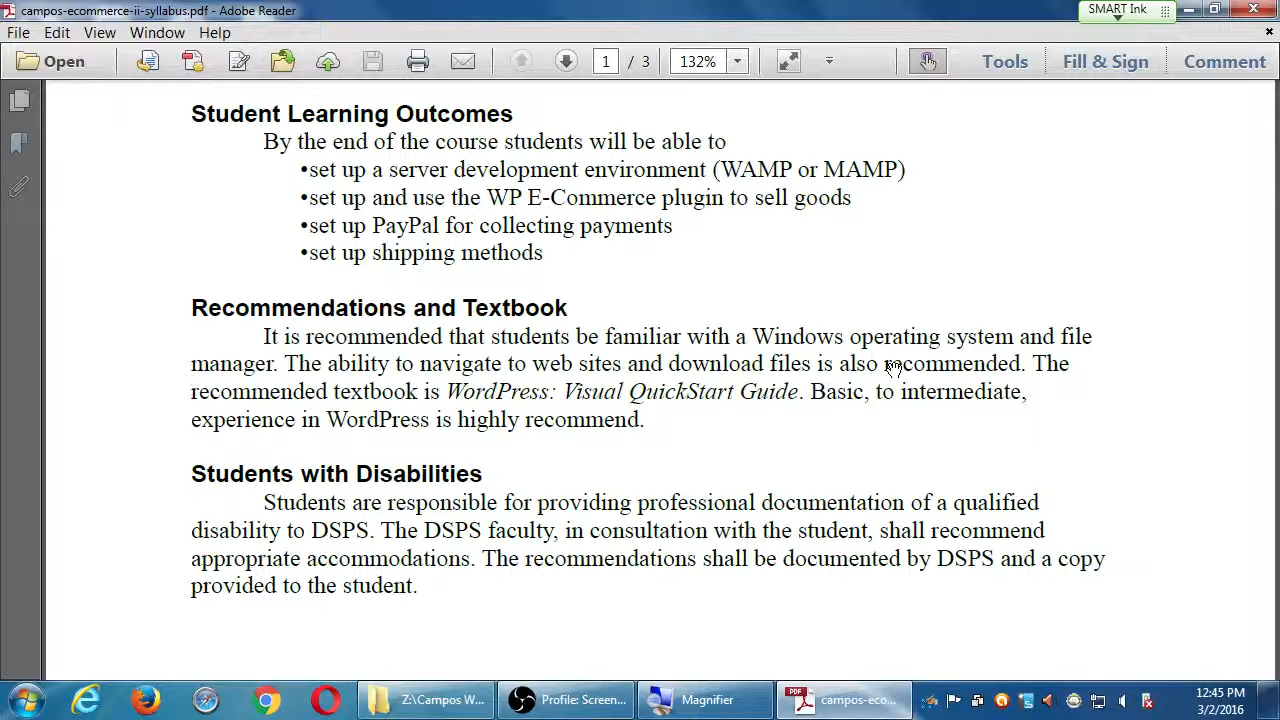 campos-ecommerce-ii-syllabus.pdf - Adobe Reader
SMART Ink
File Edit View Window Help
Open 1 / 3 132% Tools Fill & Sign Comment
Student Learning Outcomes
By the end of the course students will be able to
•set up a server development environment (WAMP or MAMP)
•set up and use the WP E-Commerce plugin to sell goods
•set up PayPal for collecting payments
•set up shipping methods
Recommendations and Textbook
It is recommended that students be familiar with a Windows operating system and file
manager. The ability to navigate to web sites and download files is also recommended. The
recommended textbook is WordPress: Visual QuickStart Guide. Basic, to intermediate,
experience in WordPress is highly recommend.
Students with Disabilities
Students are responsible for providing professional documentation of a qualified
disability to DSPS. The DSPS faculty, in consultation with the student, shall recommend
appropriate accommodations. The recommendations shall be documented by DSPS and a copy
provided to the student.
Z:\Campos W... Profile: Screen... Magnifier campos-eco...
12:45 PM
3/2/2016